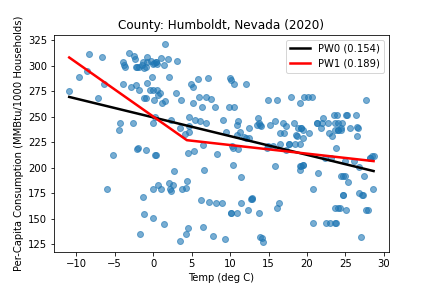 County: Humboldt, Nevada (2020)
PW0 (0.154)
PW1 (0.189)
Per-Capita Consumption (MMBtu/1000 Households)
325
300
275
250
225
200
175
150
125
−10 −5 0 5 10 15 20 25 30
Temp (deg C)